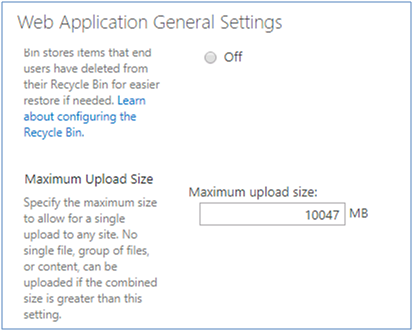 Web Application General Settings
Bin stores items that end
users have deleted from
their Recycle Bin for easier
restore if needed. Learn
about configuring the
Recycle Bin.
Off
Maximum Upload Size
Specify the maximum size
to allow for a single
upload to any site. No
single file, group of files,
or content, can be
uploaded if the combined
size is greater than this
setting.
Maximum upload size:
10047 MB